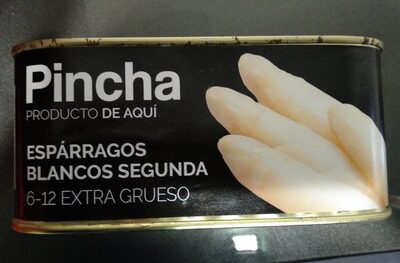 Pincha
PRODUCTO DE AQUÍ
ESPÁRRAGOS
BLANCOS SEGUNDA
6-12 EXTRA GRUESO